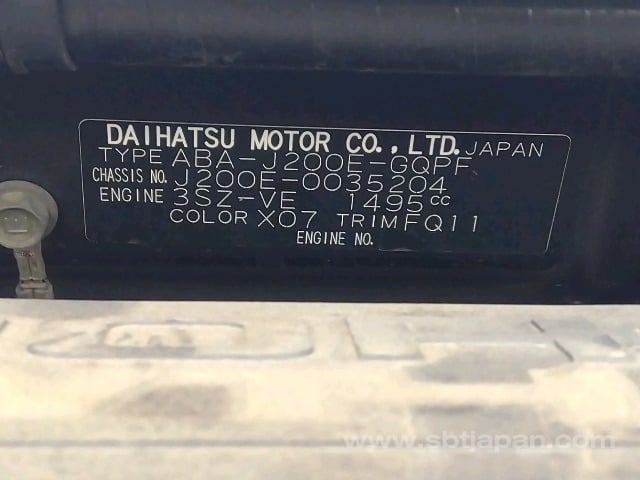 DAIHATSU MOTOR CO., LTD. JAPAN
TYPE ABA-J200E-GQPF
CHASSIS NO. J200E-0035204
ENGINE 3SZ-VE 1495cc
COLOR X07 TRIM FQ11
ENGINE NO.
www.sbtjapan.com